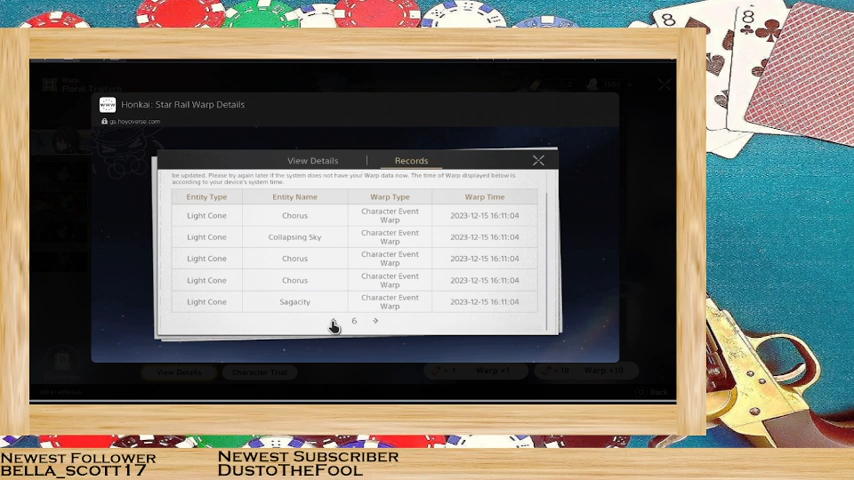 8
8
Honkai: Star Rail Warp Details
gs.hoyoverse.com
View Details | Records
be updated. Please try again later if the system does not have your Warp data now. The time of Warp displayed below is
according to your device's system time.
Entity Type Entity Name Warp Type Warp Time
Light Cone Chorus Character Event Warp 2023-12-15 16:11:04
Light Cone Collapsing Sky Character Event Warp 2023-12-15 16:11:04
Light Cone Chorus Character Event Warp 2023-12-15 16:11:04
Light Cone Chorus Character Event Warp 2023-12-15 16:11:04
Light Cone Sagacity Character Event Warp 2023-12-15 16:11:04
6
View Details Character Trial × 1 Warp ×1 × 10 Warp ×10
Back
Newest Follower
bella_scott17
Newest Subscriber
DustoTheFool